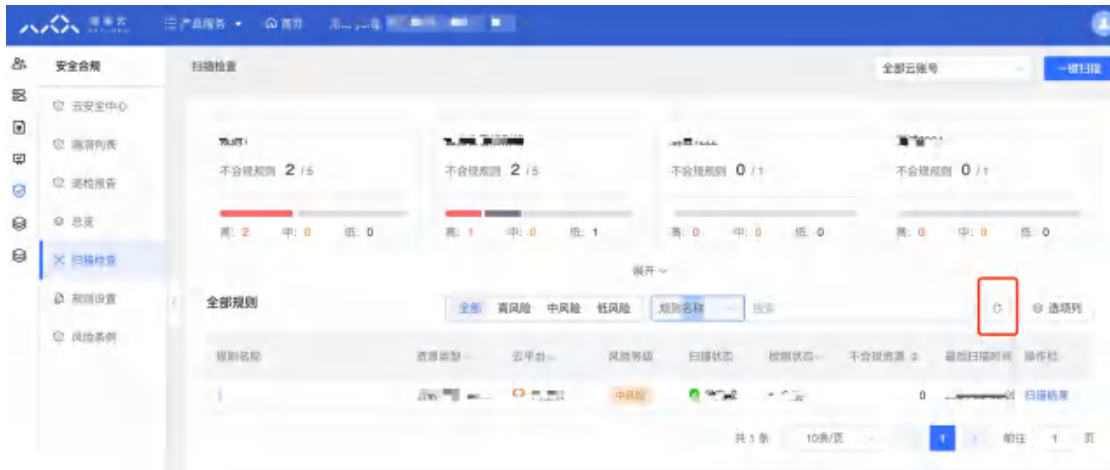 产品服务 首页
安全合规
扫描检查
全部云账号
一键扫描
云安全中心
漏洞列表
巡检报告
总览
扫描检查
规则设置
风险条例
不合规规则 2 /5
高: 2 中: 0 低: 0
不合规规则 2 /5
高: 1 中: 0 低: 1
不合规规则 0 /1
高: 0 中: 0 低: 0
不合规规则 0 /1
高: 0 中: 0 低: 0
展开
全部规则
全部 高风险 中风险 低风险
规则名称 搜索
选项列
规则名称 资源类型 云平台 风险等级 扫描状态 检测状态 不合规资源 最后扫描时间 操作栏
中风险 0 扫描结果
共 1 条 10条/页 1 前往 1 页